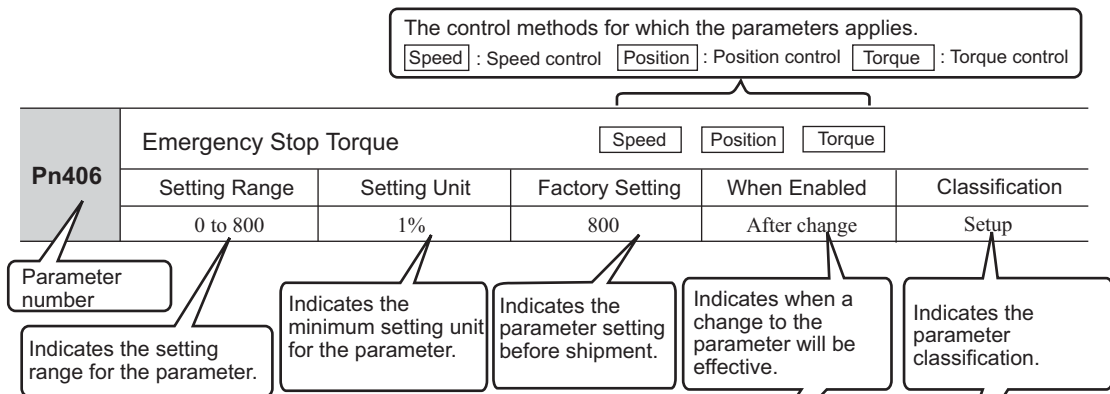 The control methods for which the parameters applies.
Speed : Speed control Position : Position control Torque : Torque control
Pn406
Emergency Stop Torque Speed Position Torque
Setting Range Setting Unit Factory Setting When Enabled Classification
0 to 800 1% 800 After change Setup
Parameter
number
Indicates the setting
range for the parameter.
Indicates the
minimum setting unit
for the parameter.
Indicates the
parameter setting
before shipment.
Indicates when a
change to the
parameter will be
effective.
Indicates the
parameter
classification.